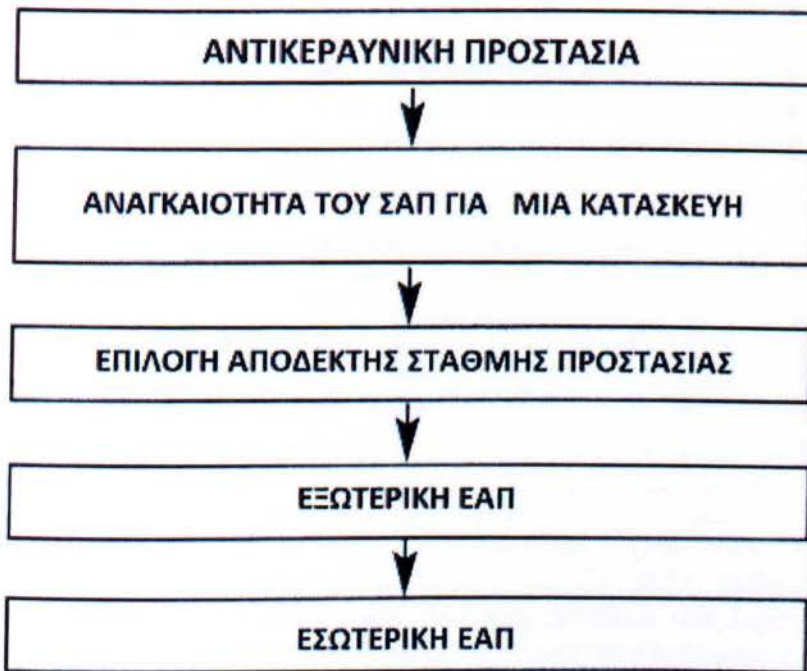 ΑΝΤΙΚΕΡΑΥΝΙΚΗ ΠΡΟΣΤΑΣΙΑ
ΑΝΑΓΚΑΙΟΤΗΤΑ ΤΟΥ ΣΑΠ ΓΙΑ ΜΙΑ ΚΑΤΑΣΚΕΥΗ
ΕΠΙΛΟΓΗ ΑΠΟΔΕΚΤΗΣ ΣΤΑΘΜΗΣ ΠΡΟΣΤΑΣΙΑΣ
ΕΞΩΤΕΡΙΚΗ ΕΑΠ
ΕΣΩΤΕΡΙΚΗ ΕΑΠ